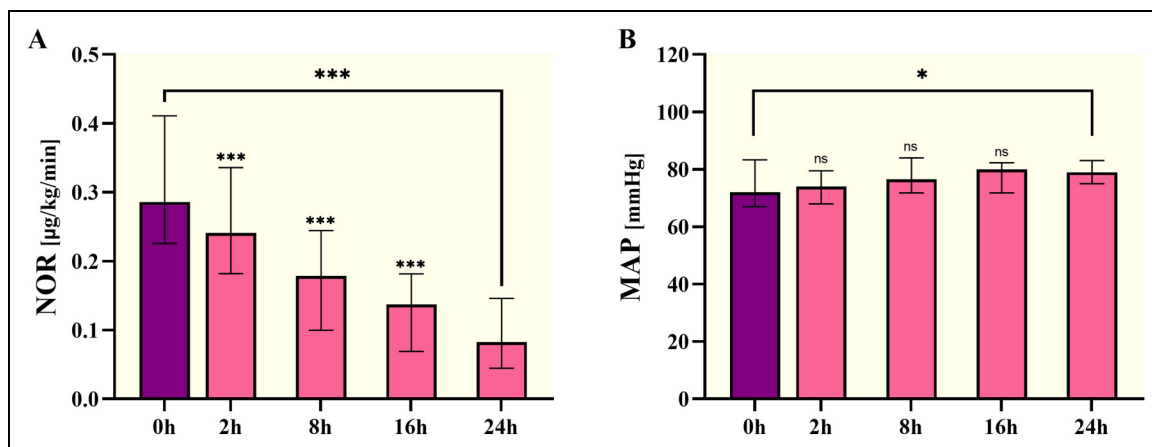 A
NOR [µg/kg/min]
0.5
0.4
0.3
0.2
0.1
0.0
***
***
***
***
0h 2h 8h 16h 24h
B
MAP [mmHg]
120
100
80
60
40
20
0
*
ns
ns
ns
0h 2h 8h 16h 24h